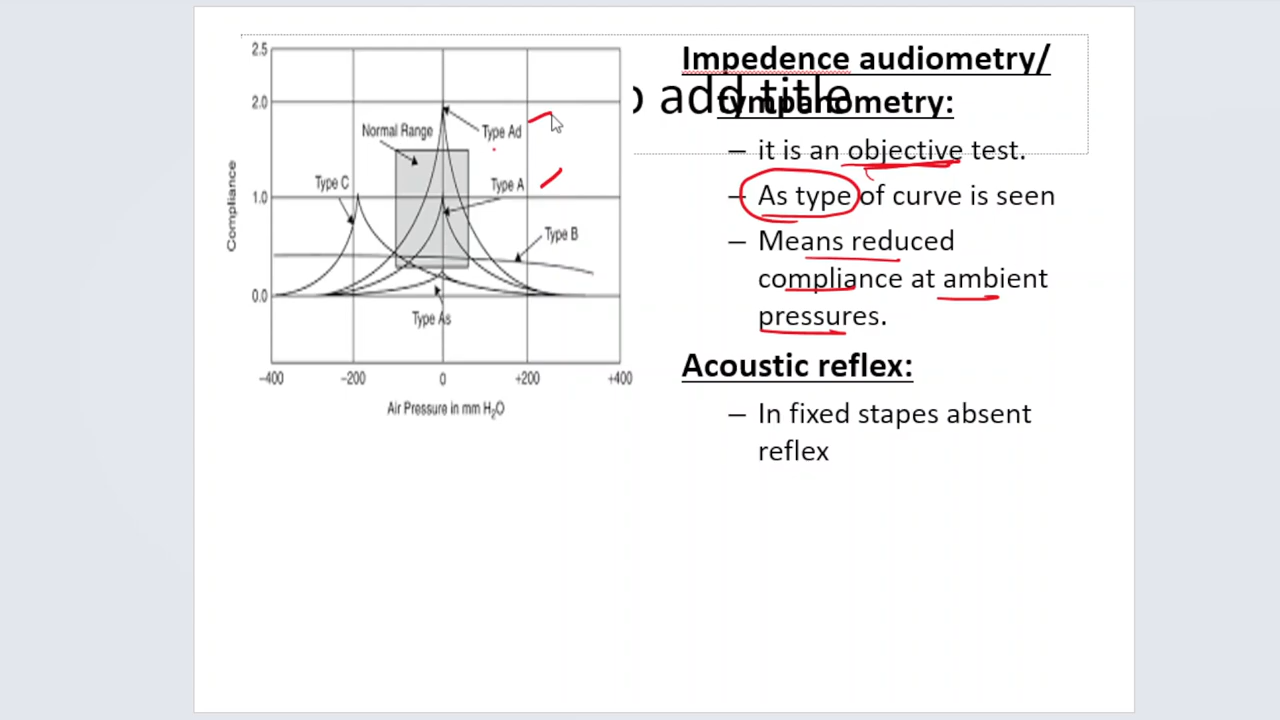 2.5
2.0
1.0
0.0
Compliance
Normal Range
Type Ad
Type C
Type A
Type B
Type As
-400
-200
0
+200
+400
Air Pressure in mm H₂O
add title
Impedence audiometry/
tympanometry:
– it is an objective test.
– As type of curve is seen
– Means reduced
compliance at ambient
pressures.
Acoustic reflex:
– In fixed stapes absent
reflex